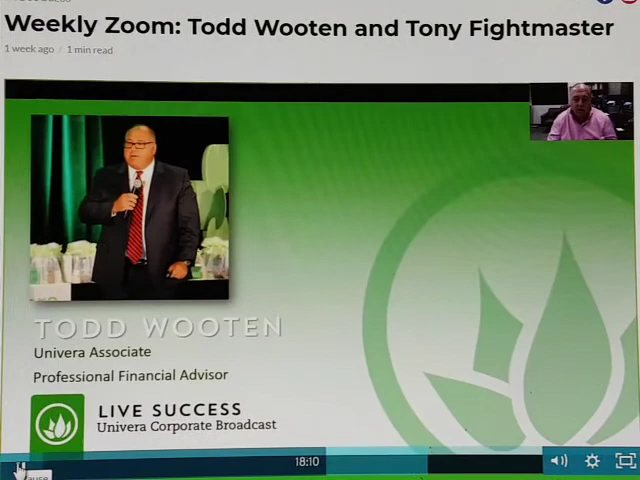 Weekly Zoom: Todd Wooten and Tony Fightmaster
1 week ago / 1 min read
TODD WOOTEN
Univera Associate
Professional Financial Advisor
LIVE SUCCESS
Univera Corporate Broadcast
18:10